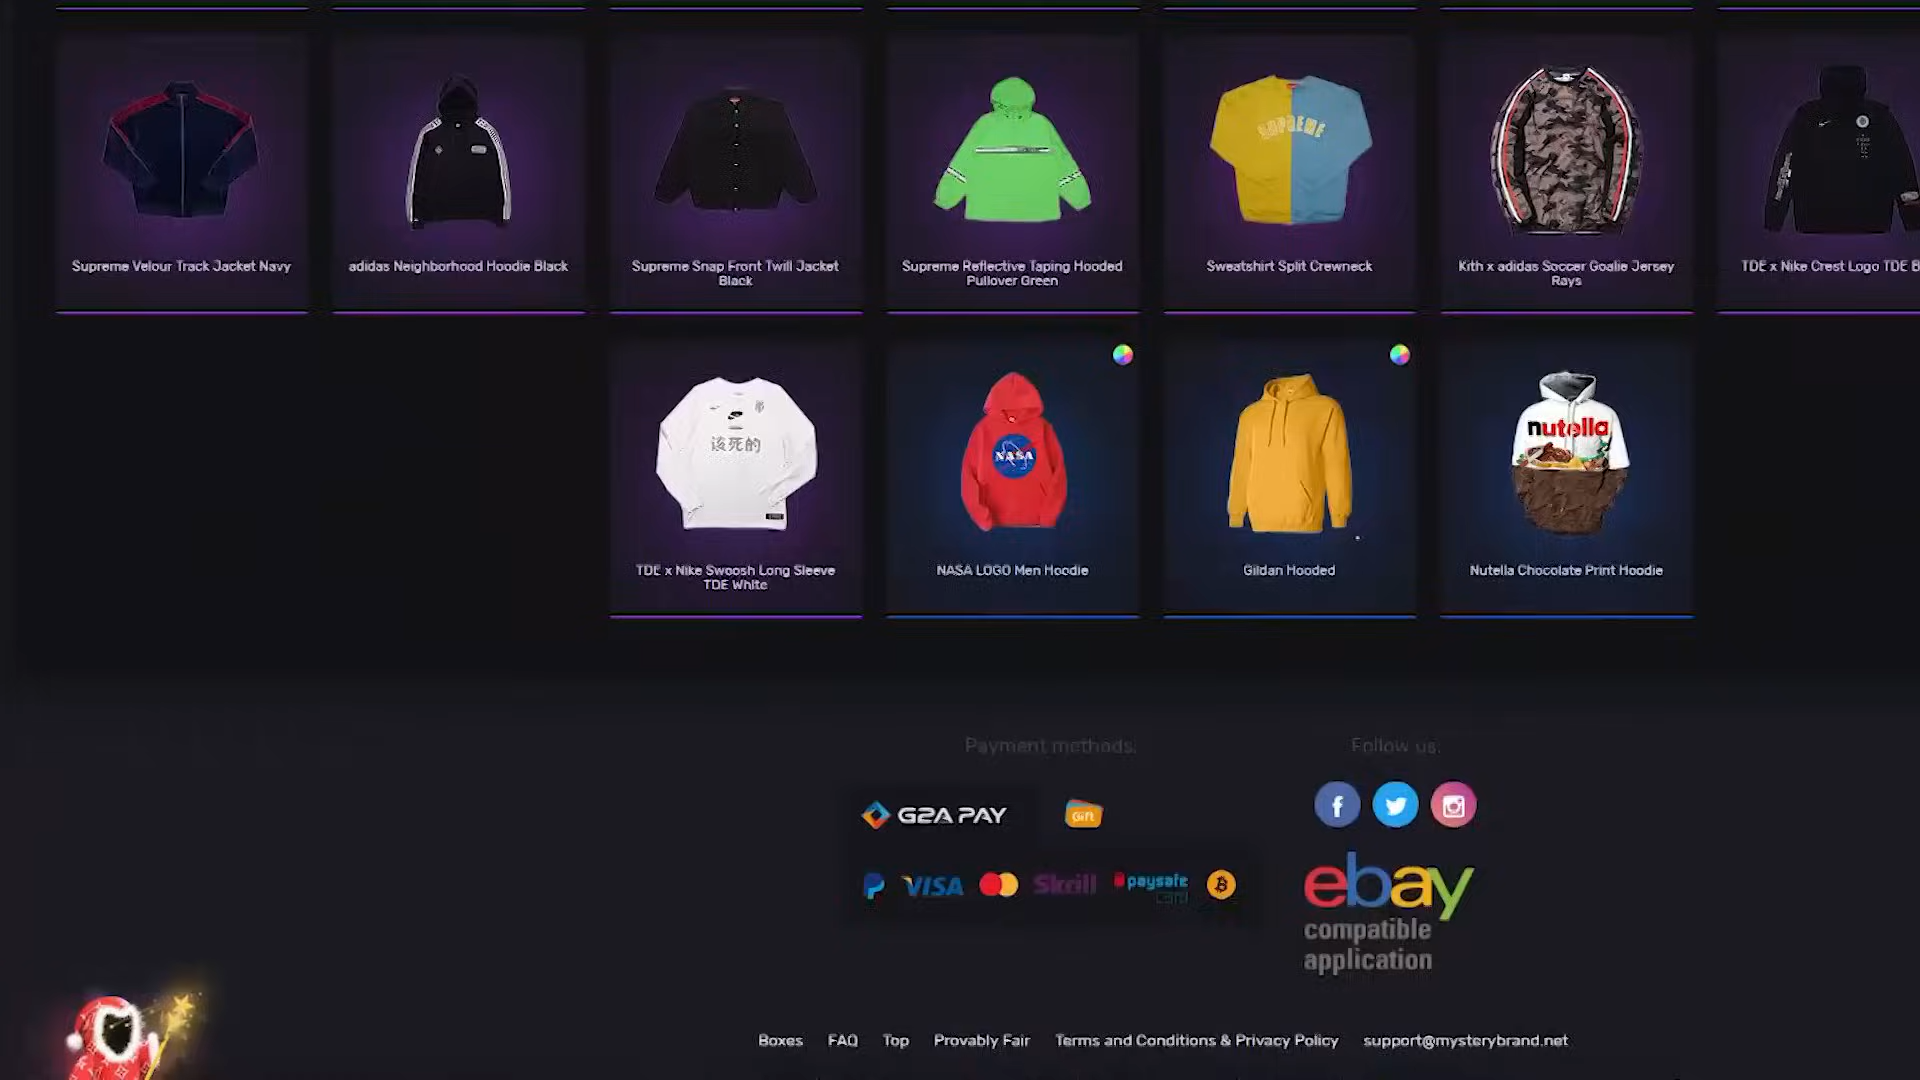 SUPREME
Supreme Velour Track Jacket Navy
adidas Neighborhood Hoodie Black
Supreme Snap Front Twill Jacket
Black
Supreme Reflective Taping Hooded
Pullover Green
Sweatshirt Split Crewneck
Kith x adidas Soccer Goalie Jersey
Rays
TDE x Nike Crest Logo TDE B
该死的
NASA
nutella
TDE x Nike Swoosh Long Sleeve
TDE White
NASA LOGO Men Hoodie
Gildan Hooded
Nutella Chocolate Print Hoodie
Payment methods:
Follow us:
G2A PAY
Gift
VISA
Skrill
paysafe
card
ebay
compatible
application
Boxes FAQ Top Provably Fair Terms and Conditions & Privacy Policy support@mysterybrand.net